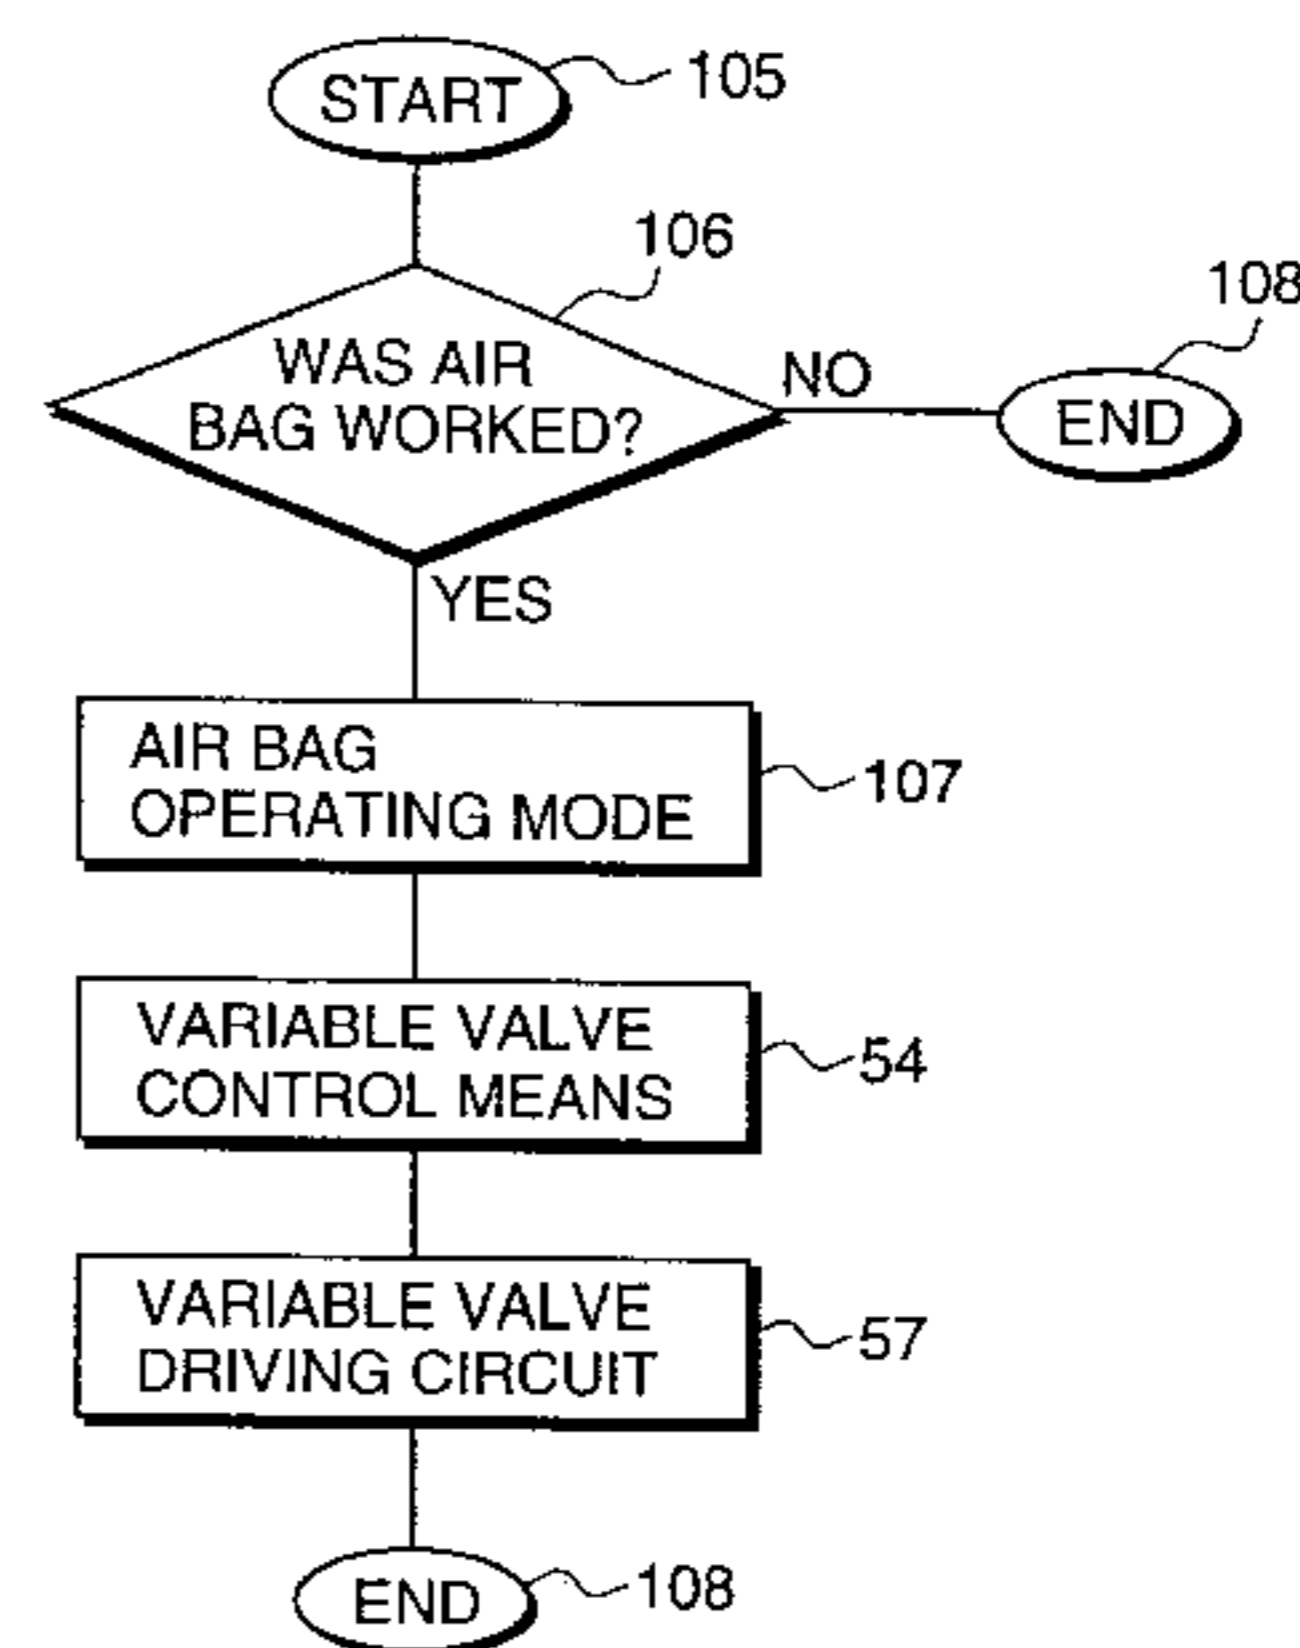 START
105
106
WAS AIR
BAG WORKED?
NO
108
END
YES
AIR BAG
OPERATING MODE
107
VARIABLE VALVE
CONTROL MEANS
54
VARIABLE VALVE
DRIVING CIRCUIT
57
END
108